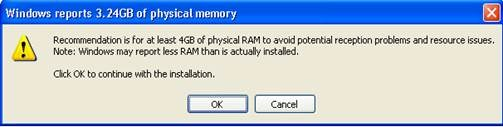 Windows reports 3.24GB of physical memory
Recommendation is for at least 4GB of physical RAM to avoid potential reception problems and resource issues.
Note: Windows may report less RAM than is actually installed.
Click OK to continue with the installation.
OK
Cancel